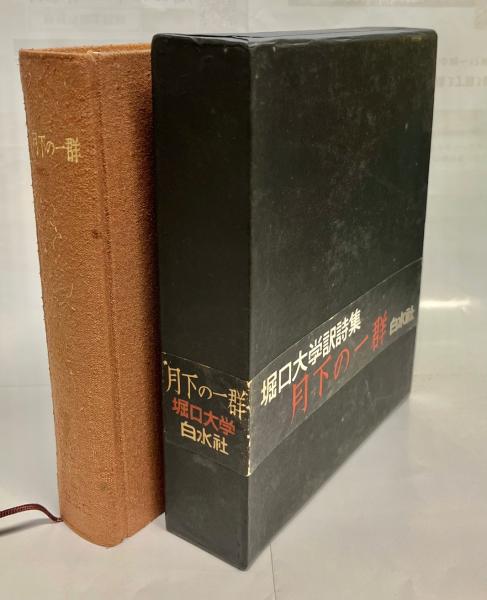 月下の一群
月下の一群
堀口大学
白水社
堀口大学訳詩集
月下の一群
白水社